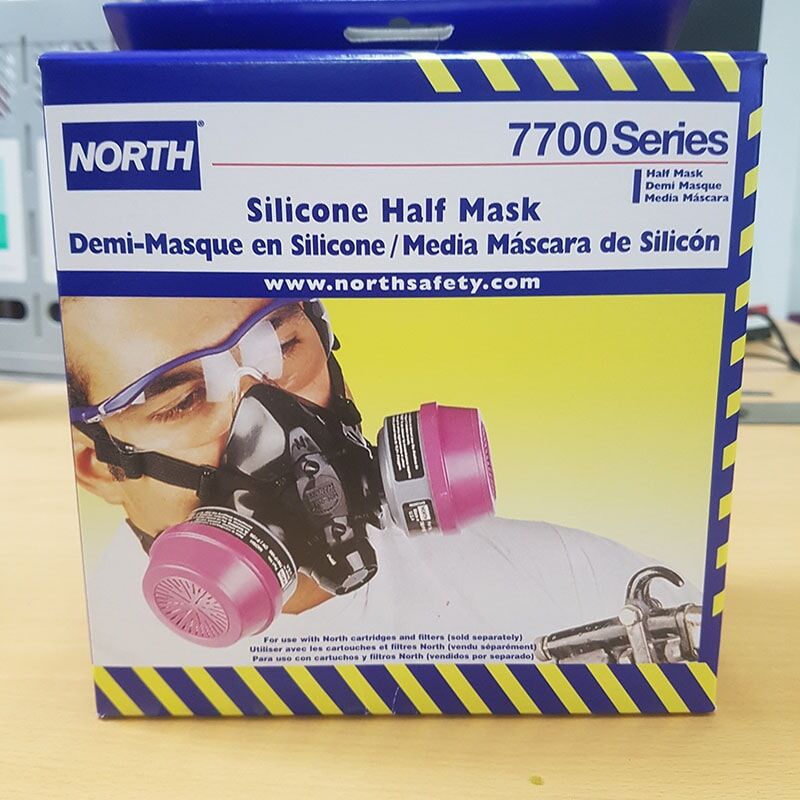 NORTH®
7700 Series
Half Mask
Demi Masque
Media Máscara
Silicone Half Mask
Demi-Masque en Silicone / Media Máscara de Silicón
www.northsafety.com
NORTH
NORTH
For use with North cartridges and filters (sold separately)
Utiliser avec les cartouches et filtres North (vendu séparément)
Para uso con cartuchos y filtros North (vendidos por separado)